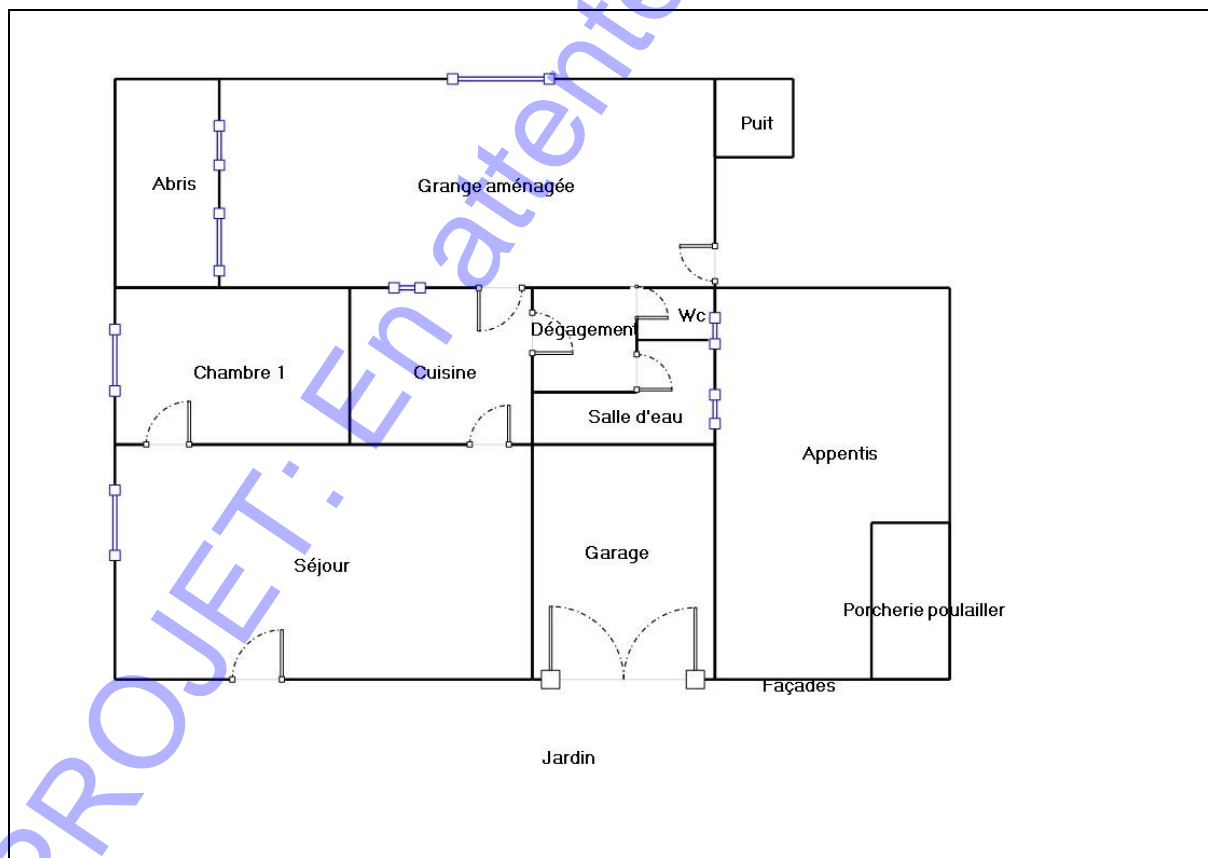 Puit
Abris
Grange aménagée
Wc
Dégagement
Chambre 1
Cuisine
Salle d'eau
Appentis
Garage
Séjour
Porcherie poulailler
Façades
Jardin
PROJET: En attente